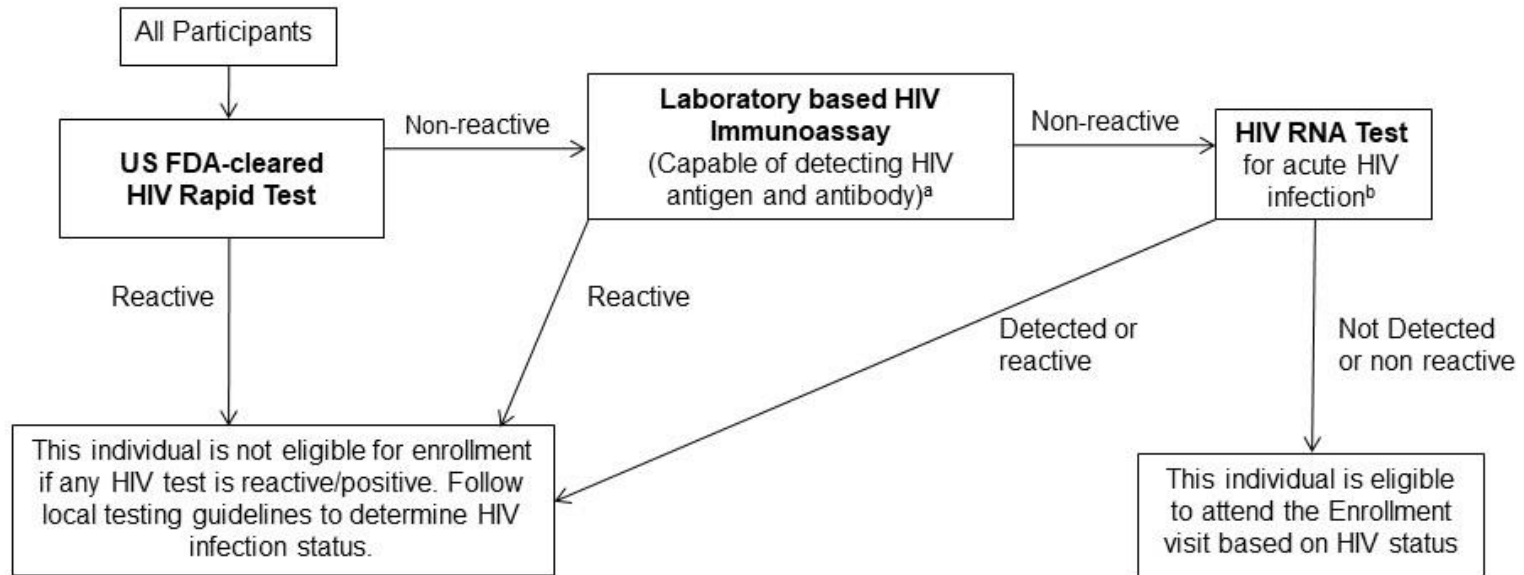 All Participants
US FDA-cleared
HIV Rapid Test
Non-reactive
Laboratory based HIV
Immunoassay
(Capable of detecting HIV
antigen and antibody)ᵃ
Non-reactive
HIV RNA Test
for acute HIV
infectionᵇ
Reactive
Reactive
Detected or
reactive
Not Detected
or non reactive
This individual is not eligible for enrollment
if any HIV test is reactive/positive. Follow
local testing guidelines to determine HIV
infection status.
This individual is eligible
to attend the Enrollment
visit based on HIV status